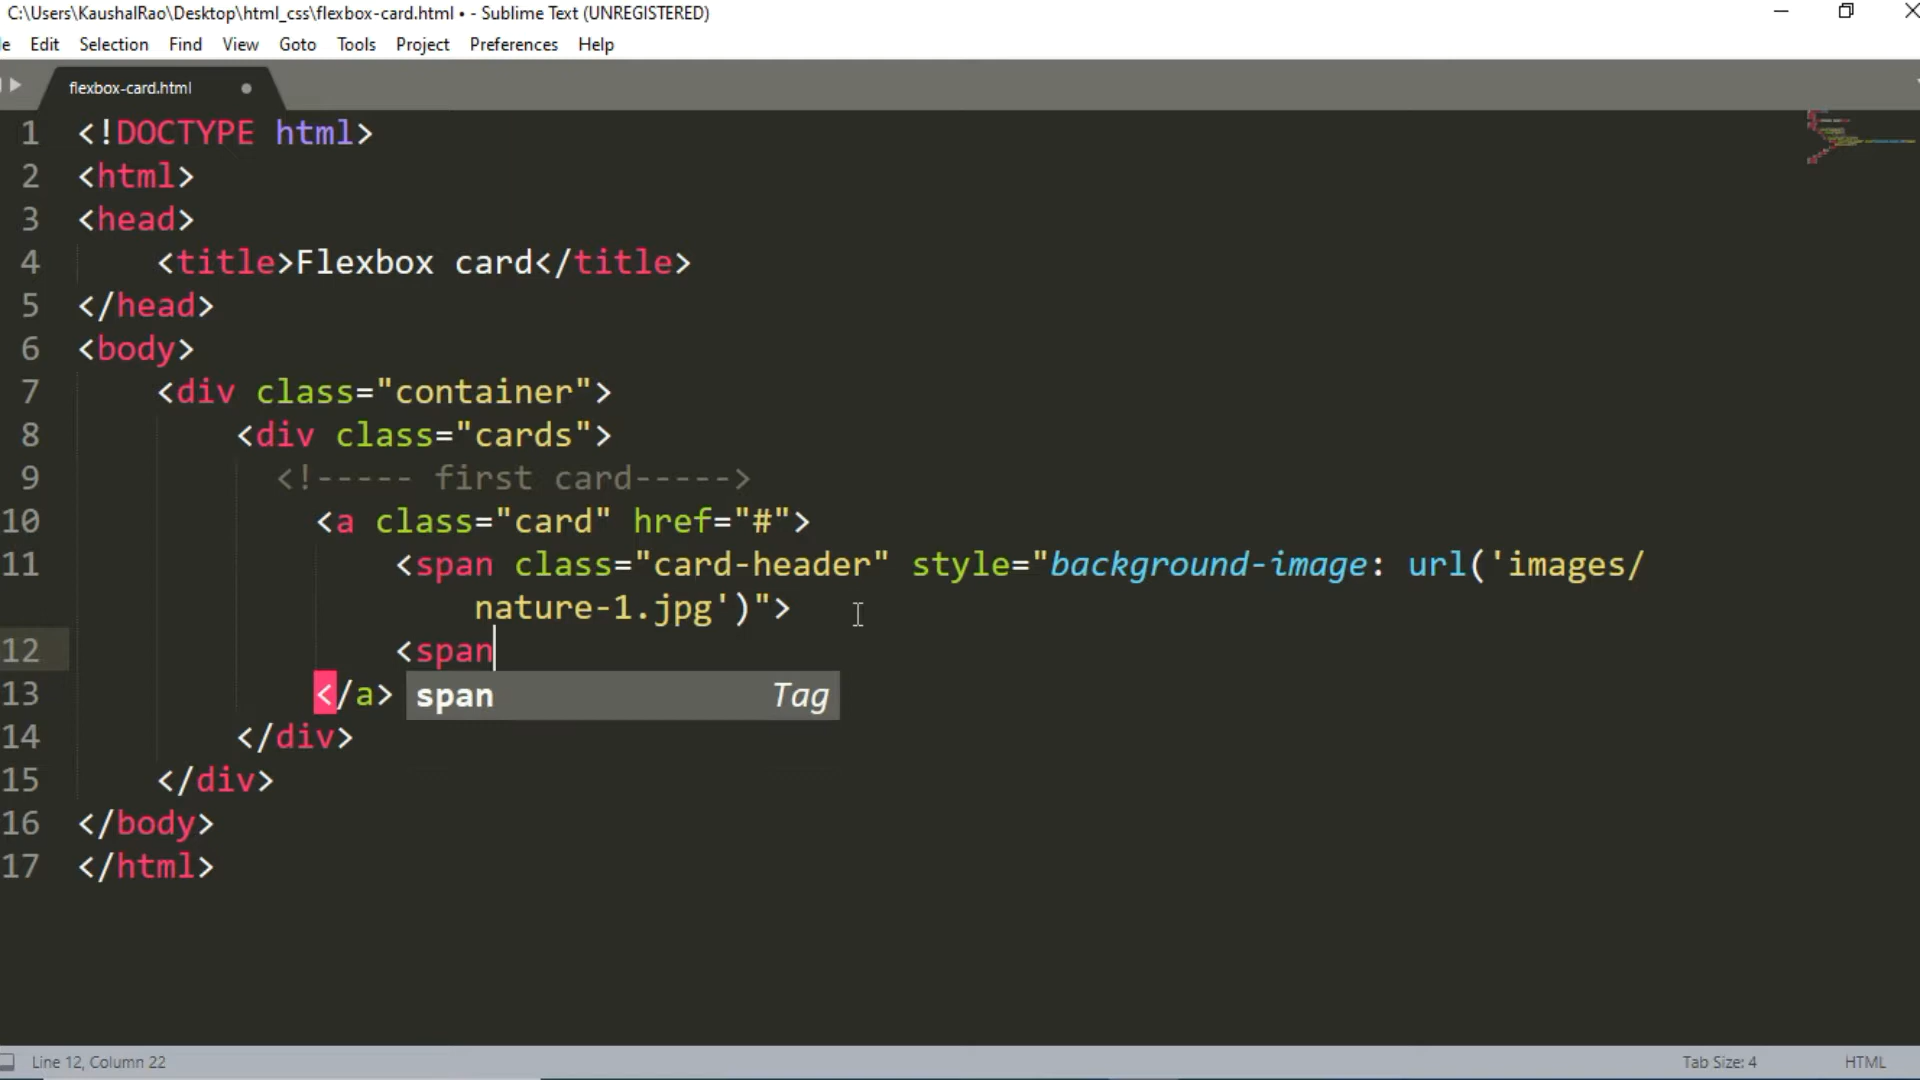 C:\Users\KaushalRao\Desktop\html_css\flexbox-card.html • - Sublime Text (UNREGISTERED)
e Edit Selection Find View Goto Tools Project Preferences Help
flexbox-card.html
1 <!DOCTYPE html>
2 <html>
3 <head>
4 <title>Flexbox card</title>
5 </head>
6 <body>
7 <div class="container">
8 <div class="cards">
9 <!----- first card----->
10 <a class="card" href="#">
11 <span class="card-header" style="background-image: url('images/
nature-1.jpg')">
12 <span
13 </a> span Tag
14 </div>
15 </div>
16 </body>
17 </html>
Line 12, Column 22 Tab Size: 4 HTML